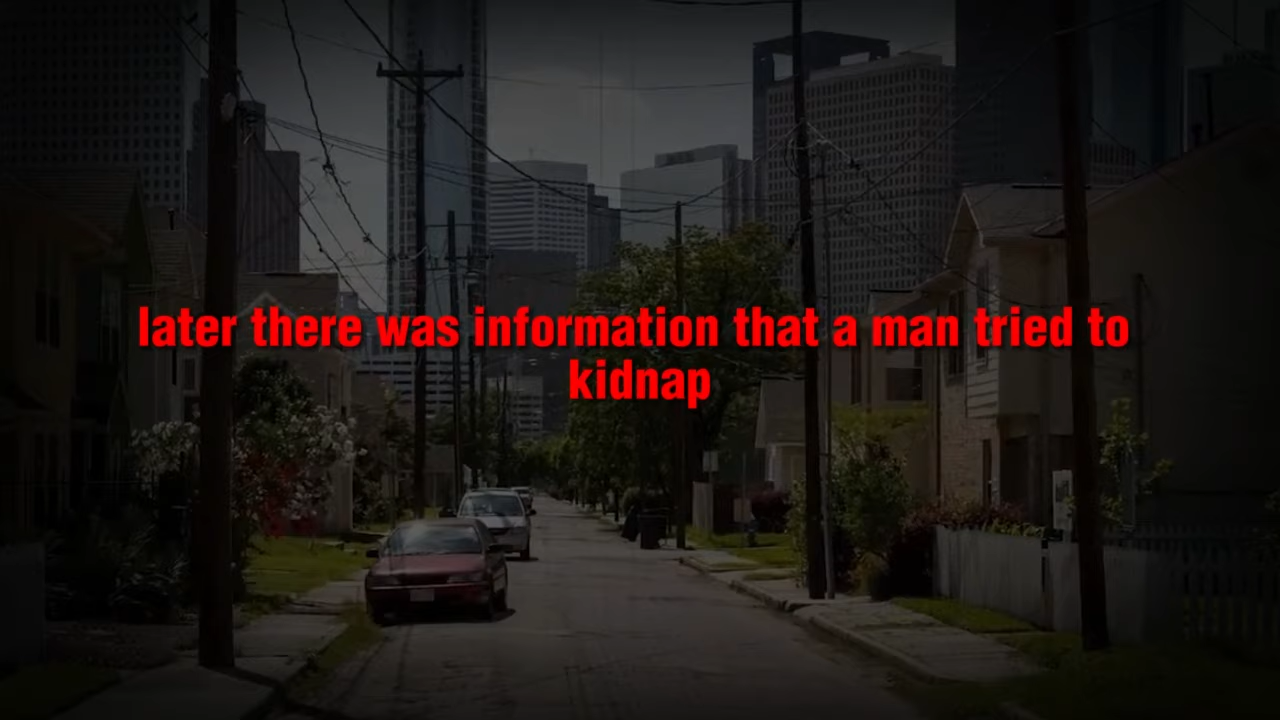 later there was information that a man tried to
kidnap